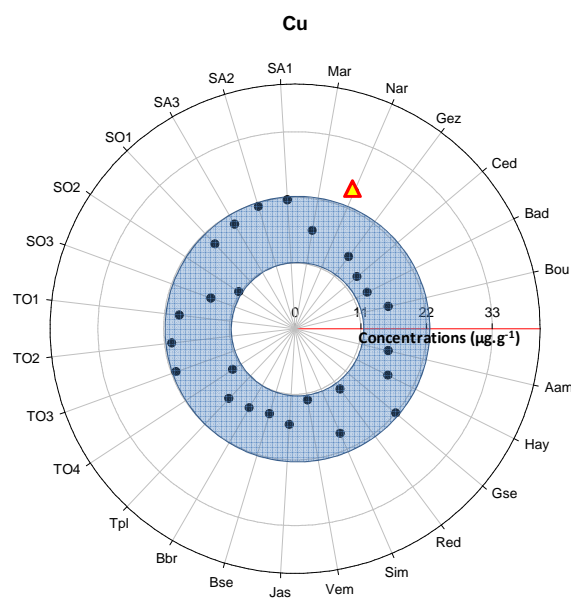 Cu
SA1
Mar
SA2
Nar
SA3
Gez
SO1
Ced
SO2
Bad
SO3
Bou
TO1
0 11 22 33
Concentrations (µg.g⁻¹)
TO2
Aam
TO3
Hay
TO4
Gse
Tpl
Red
Bbr
Sim
Bse
Vem
Jas